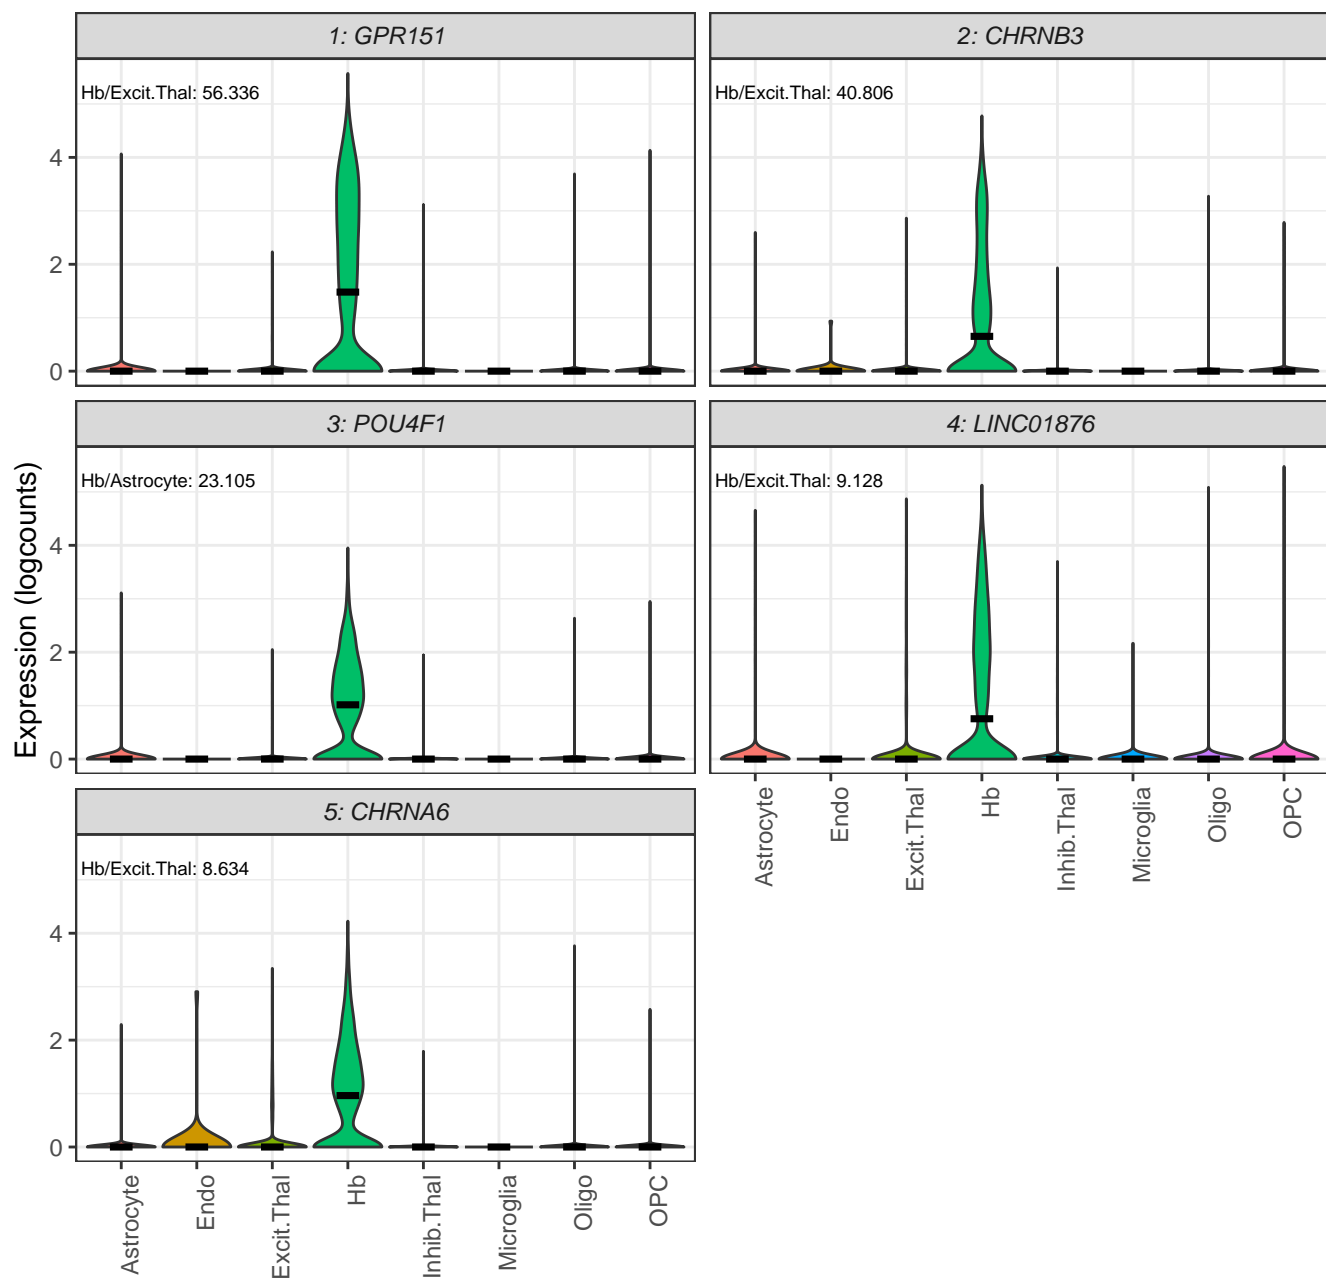 Expression (logcounts)
1: GPR151
Hb/Excit.Thal: 56.336
4
2
0
2: CHRNB3
Hb/Excit.Thal: 40.806
3: POU4F1
Hb/Astrocyte: 23.105
4
2
0
4: LINC01876
Hb/Excit.Thal: 9.128
Astrocyte
Endo
Excit.Thal
Hb
Inhib.Thal
Microglia
Oligo
OPC
5: CHRNA6
Hb/Excit.Thal: 8.634
4
2
0
Astrocyte
Endo
Excit.Thal
Hb
Inhib.Thal
Microglia
Oligo
OPC